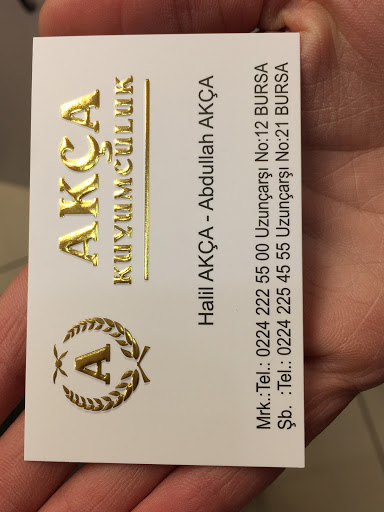 A
AKÇA
KUYUMCULUK
Halil AKÇA - Abdullah AKÇA
Mrk.:Tel.: 0224 222 55 00 Uzunçarşı No:12 BURSA
Şb. :Tel.: 0224 225 45 55 Uzunçarşı No:21 BURSA